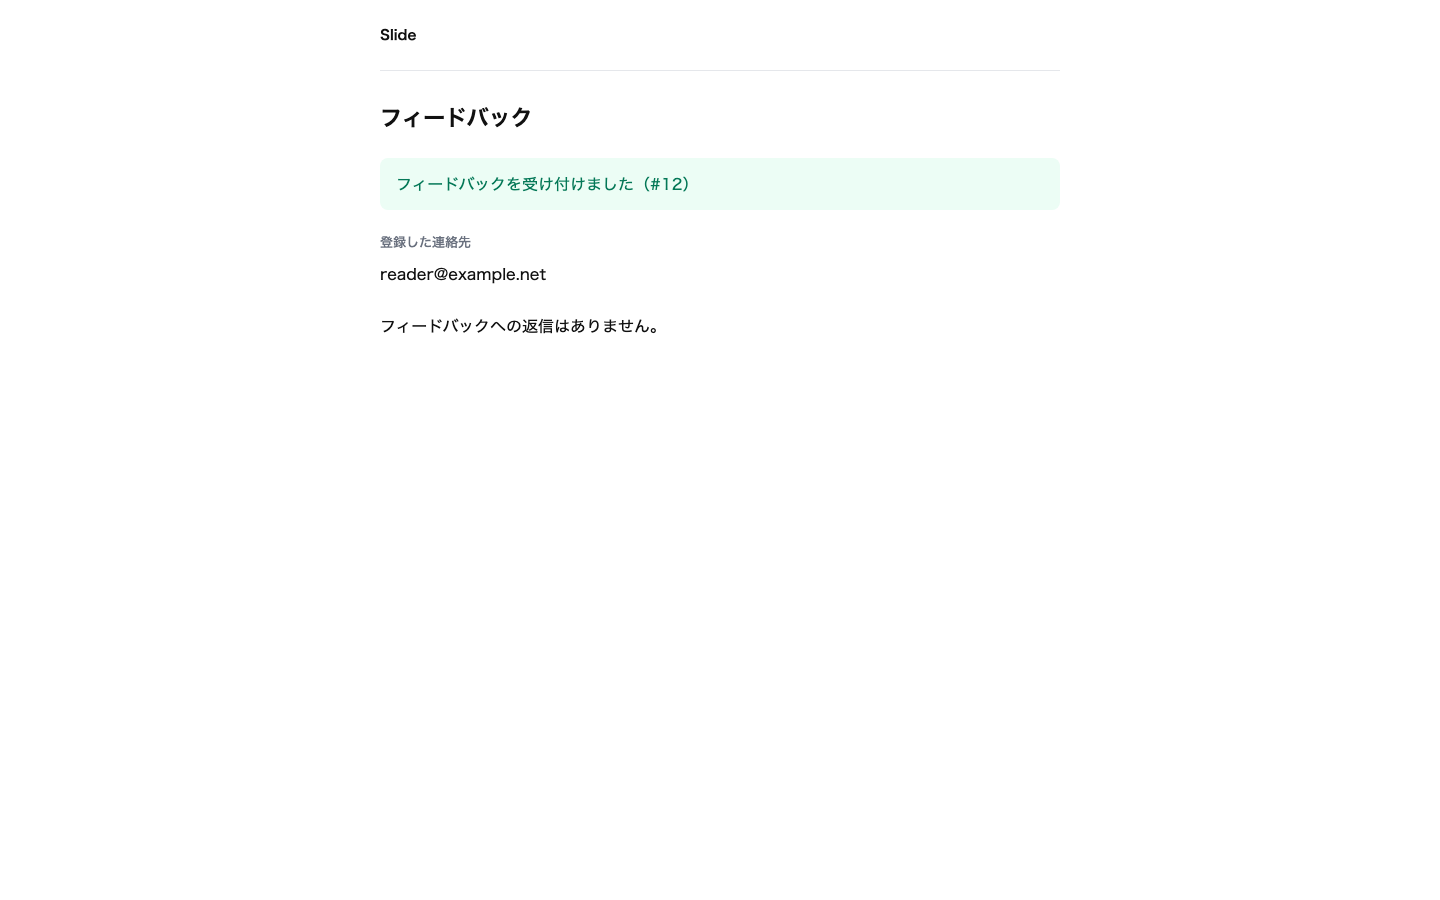 Slide
フィードバック
フィードバックを受け付けました（#12）
登録した連絡先
reader@example.net
フィードバックへの返信はありません。